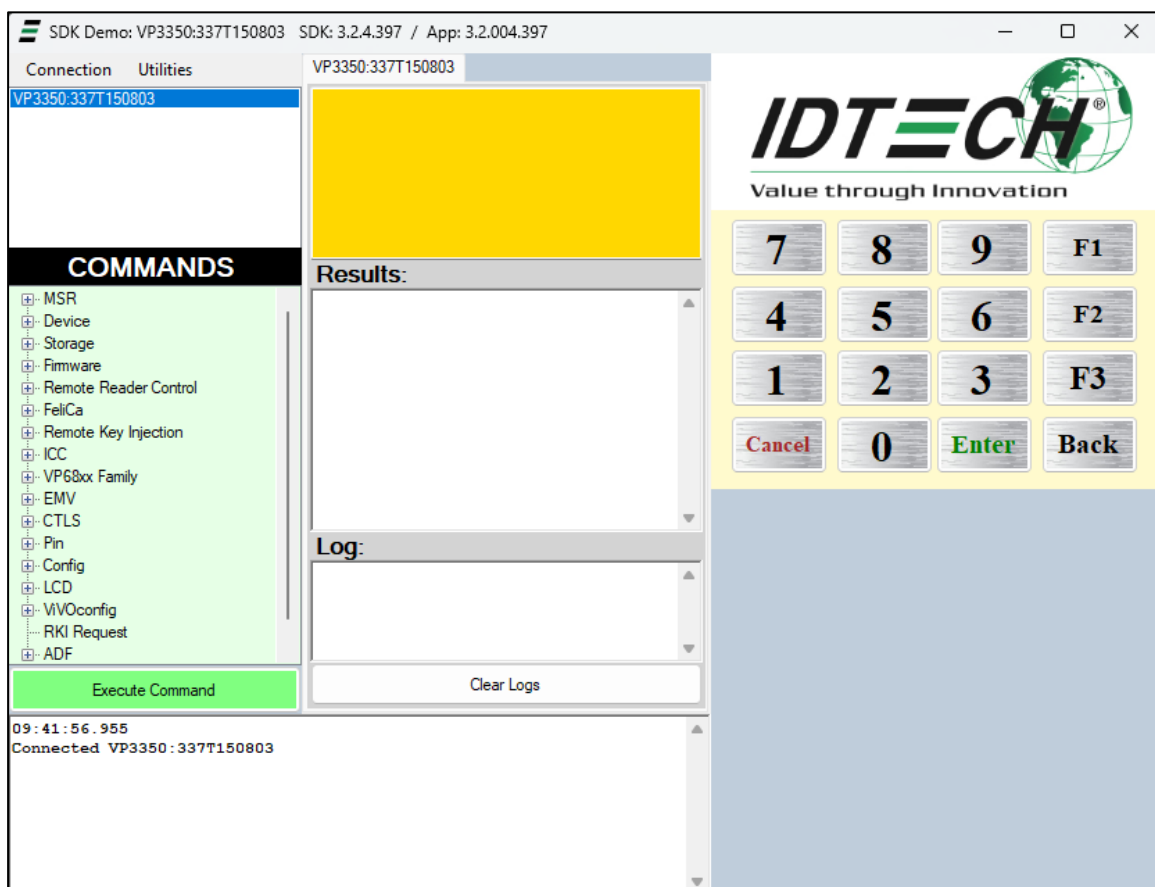 SDK Demo: VP3350:337T150803 SDK: 3.2.4.397 / App: 3.2.004.397
Connection Utilities
VP3350:337T150803
VP3350:337T150803
COMMANDS
MSR
Device
Storage
Firmware
Remote Reader Control
FeliCa
Remote Key Injection
ICC
VP68xx Family
EMV
CTLS
Pin
Config
LCD
ViVOconfig
RKI Request
ADF
Execute Command
Results:
Log:
Clear Logs
09:41:56.955
Connected VP3350:337T150803
IDTECH®
Value through Innovation
7 8 9 F1
4 5 6 F2
1 2 3 F3
Cancel 0 Enter Back